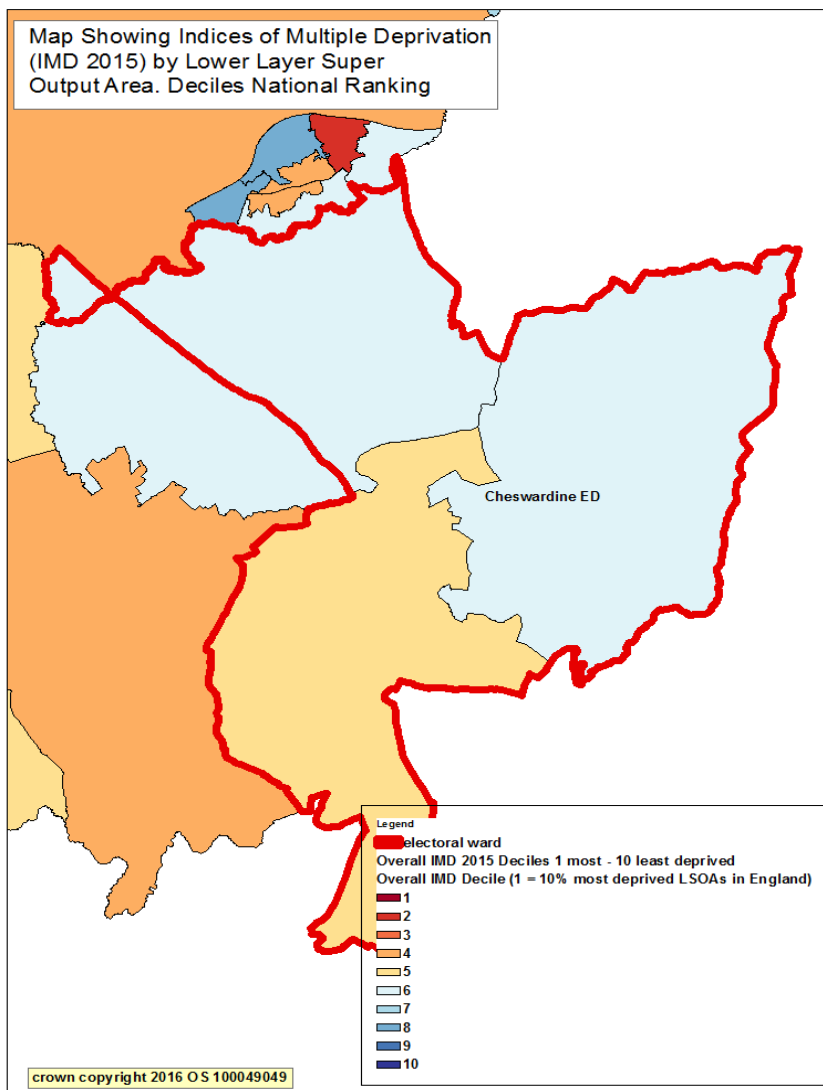 Map Showing Indices of Multiple Deprivation
(IMD 2015) by Lower Layer Super
Output Area. Deciles National Ranking
Cheswardine ED
Legend
electoral ward
Overall IMD 2015 Deciles 1 most - 10 least deprived
Overall IMD Decile (1 = 10% most deprived LSOAs in England)
1
2
3
4
5
6
7
8
9
10
crown copyright 2016 OS 100049049